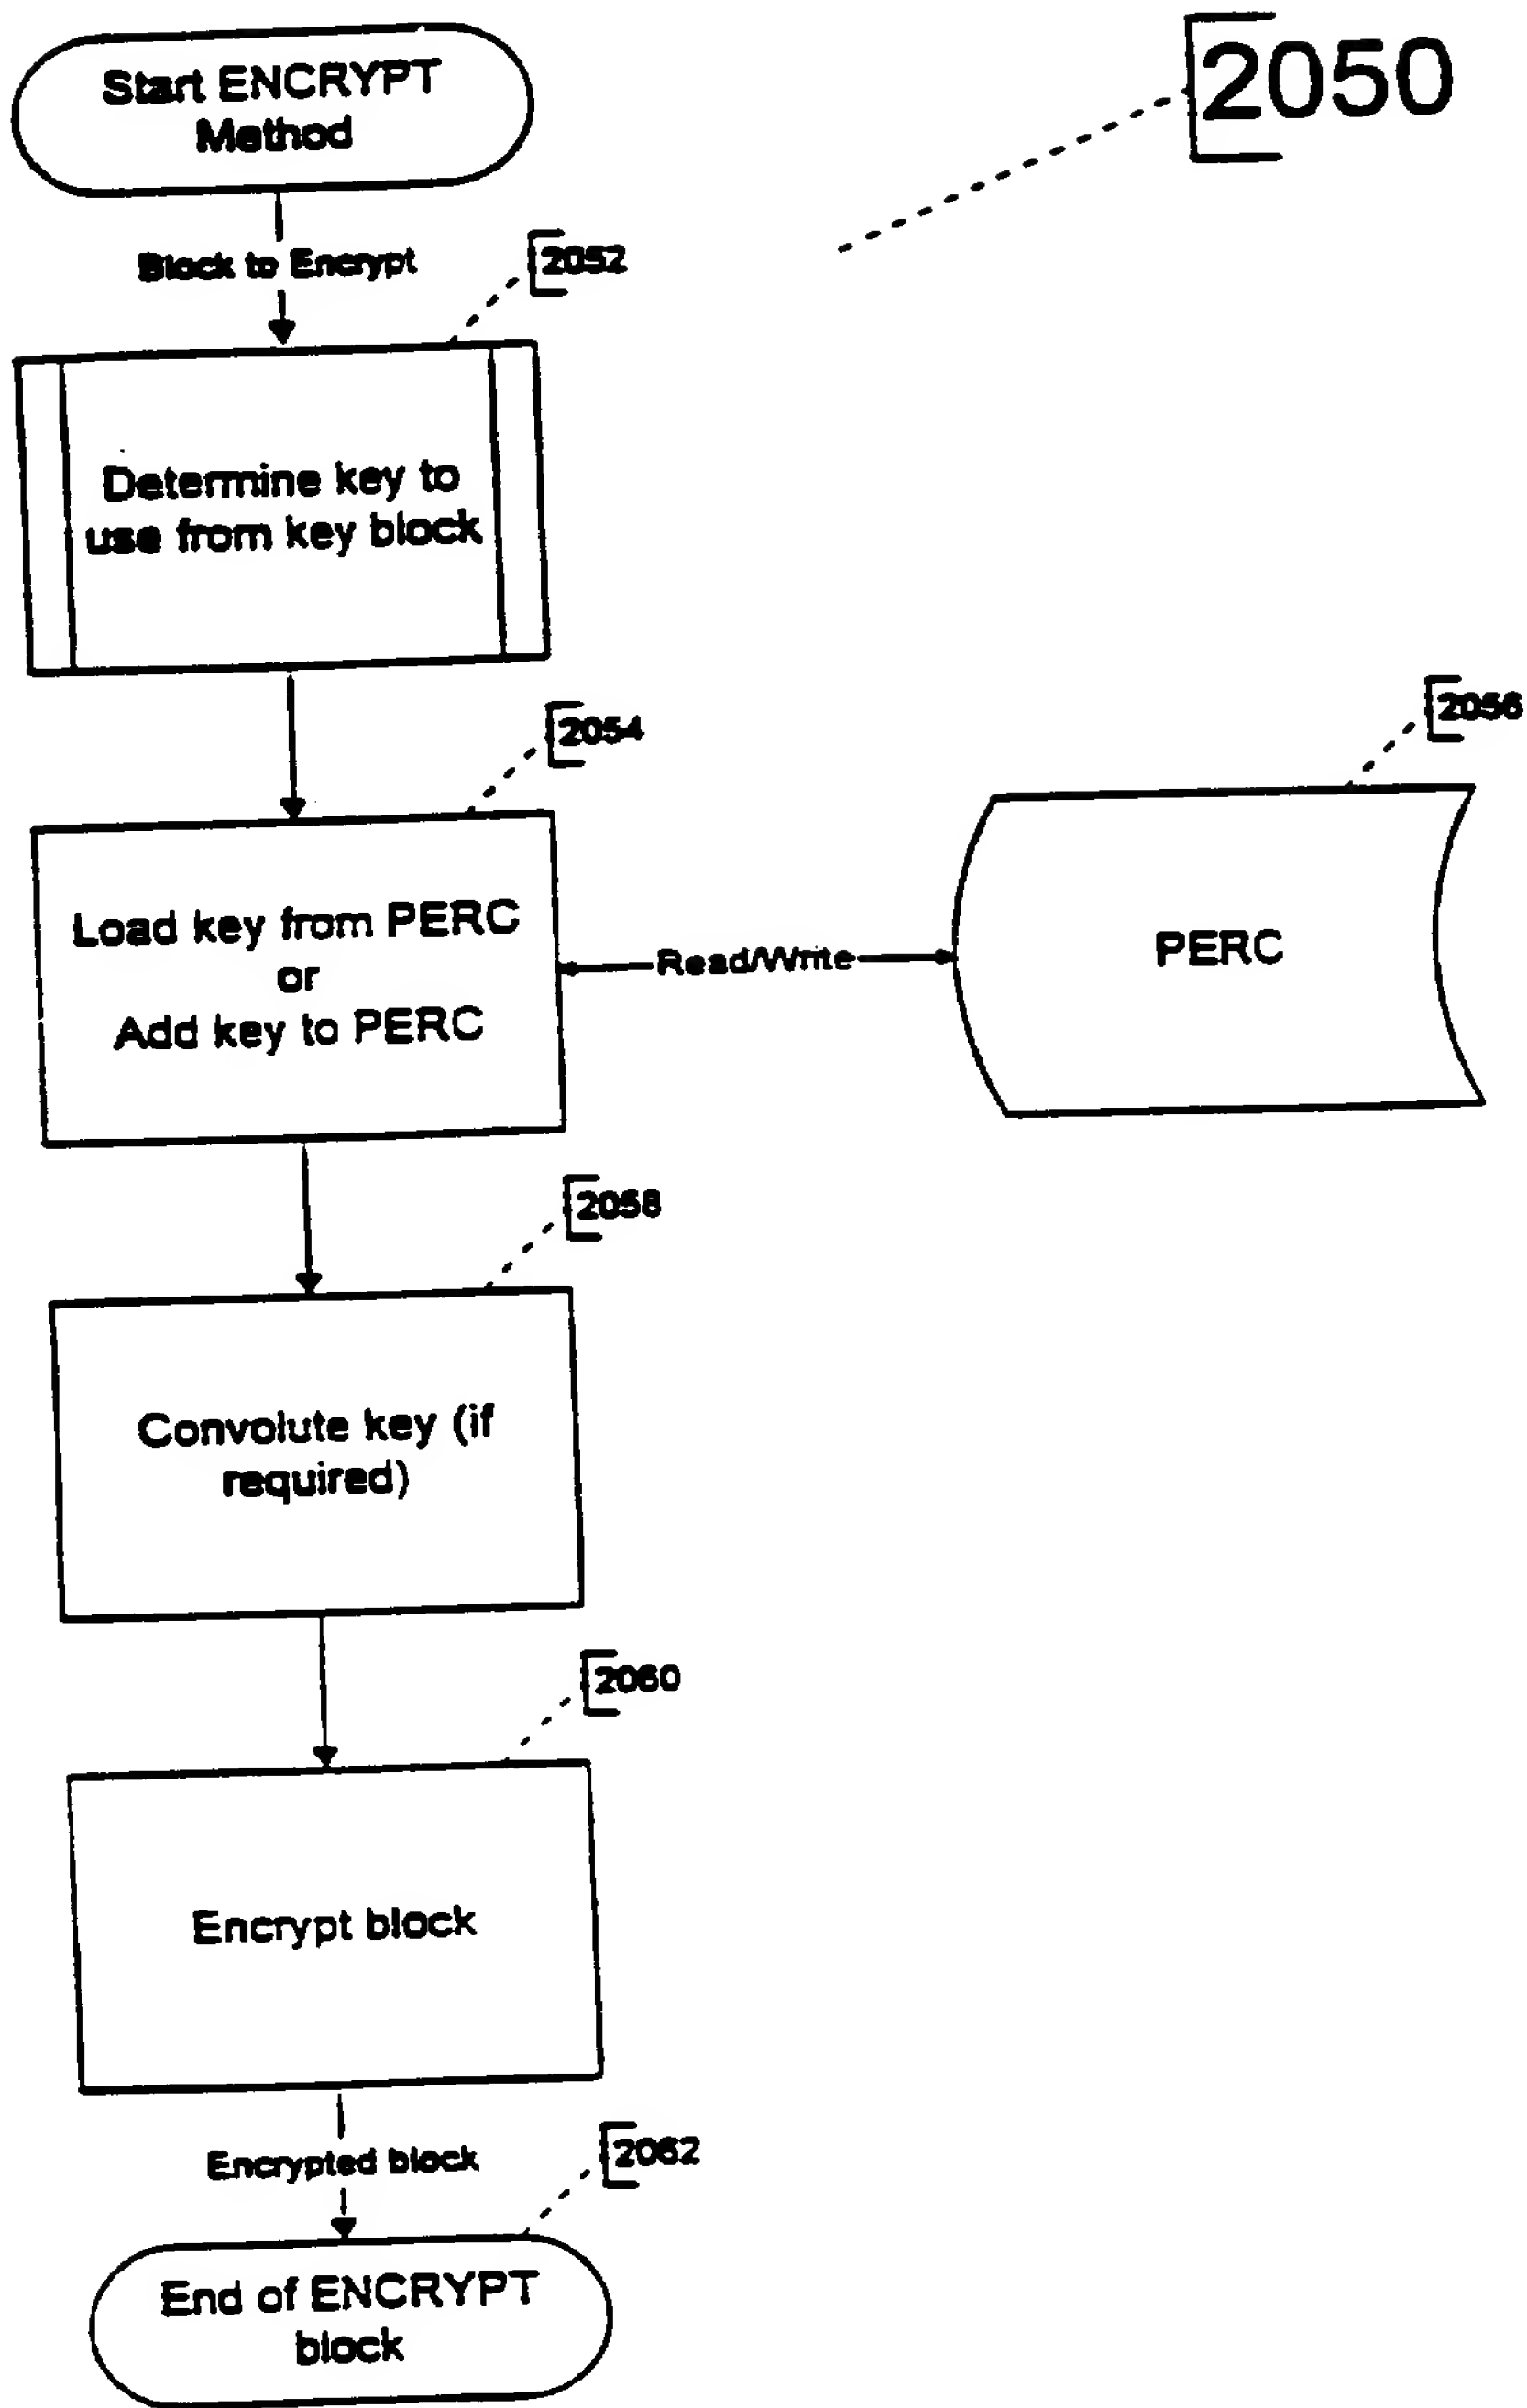 Start ENCRYPT
Method
2050
Block to Encrypt
2052
Determine key to
use from key block
2054
2056
Load key from PERC
or
Add key to PERC
Read/Write
PERC
2058
Convolute key (if
required)
2060
Encrypt block
Encrypted block
2062
End of ENCRYPT
block